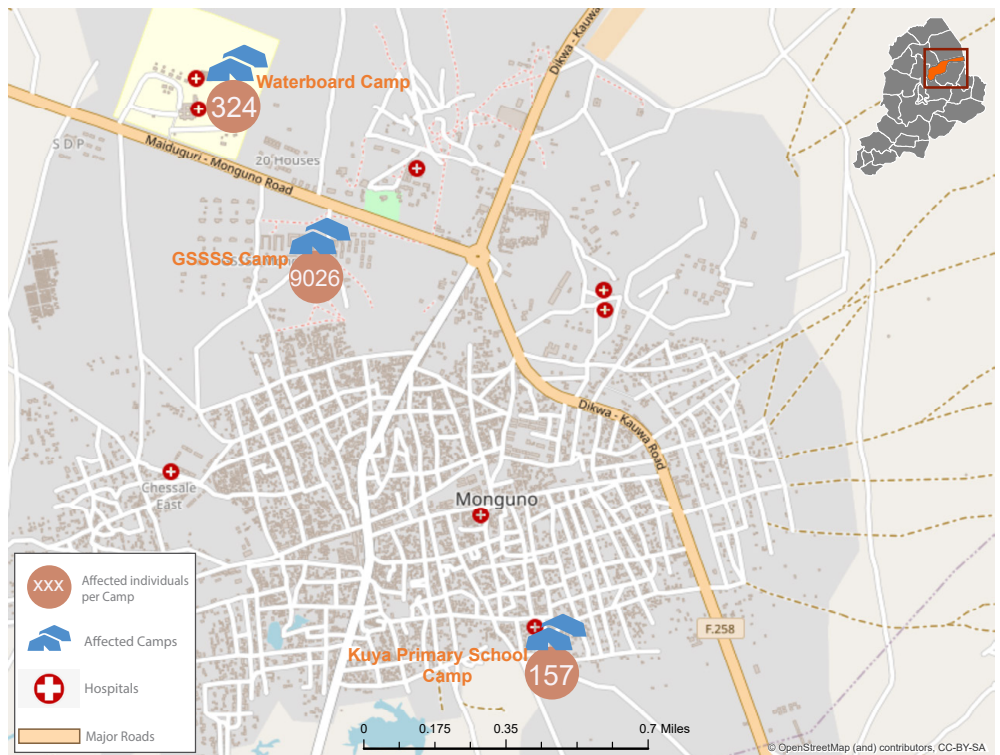 Waterboard Camp
324
Dikwa - Kauwa
S D P
Maiduguri - Monguno Road
20 Houses
GSSSS Camp
9026
Dikwa - Kauwa Road
Chessale
East
Monguno
F.258
Kuya Primary School
Camp
157
XXX
Affected individuals
per Camp
Affected Camps
Hospitals
Major Roads
0 0.175 0.35 0.7 Miles
© OpenStreetMap (and) contributors, CC-BY-SA